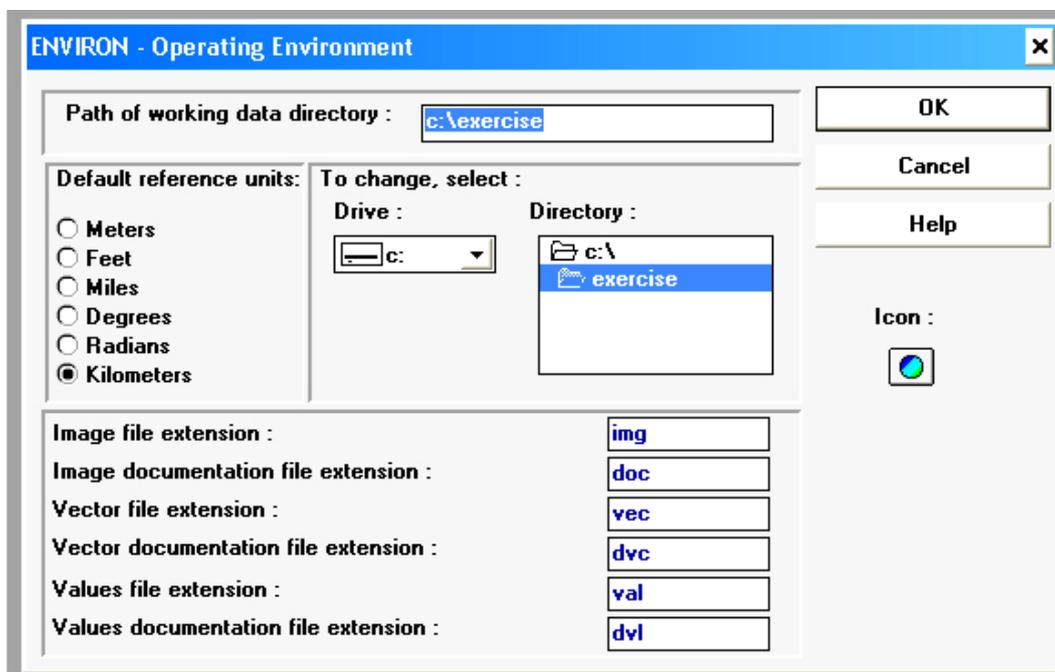 ENVIRON - Operating Environment
Path of working data directory :
c:\exercise
OK
Cancel
Help
Default reference units:
Meters
Feet
Miles
Degrees
Radians
Kilometers
To change, select :
Drive :
c:
Directory :
c:\
exercise
Icon :
Image file extension :
img
Image documentation file extension :
doc
Vector file extension :
vec
Vector documentation file extension :
dvc
Values file extension :
val
Values documentation file extension :
dvl